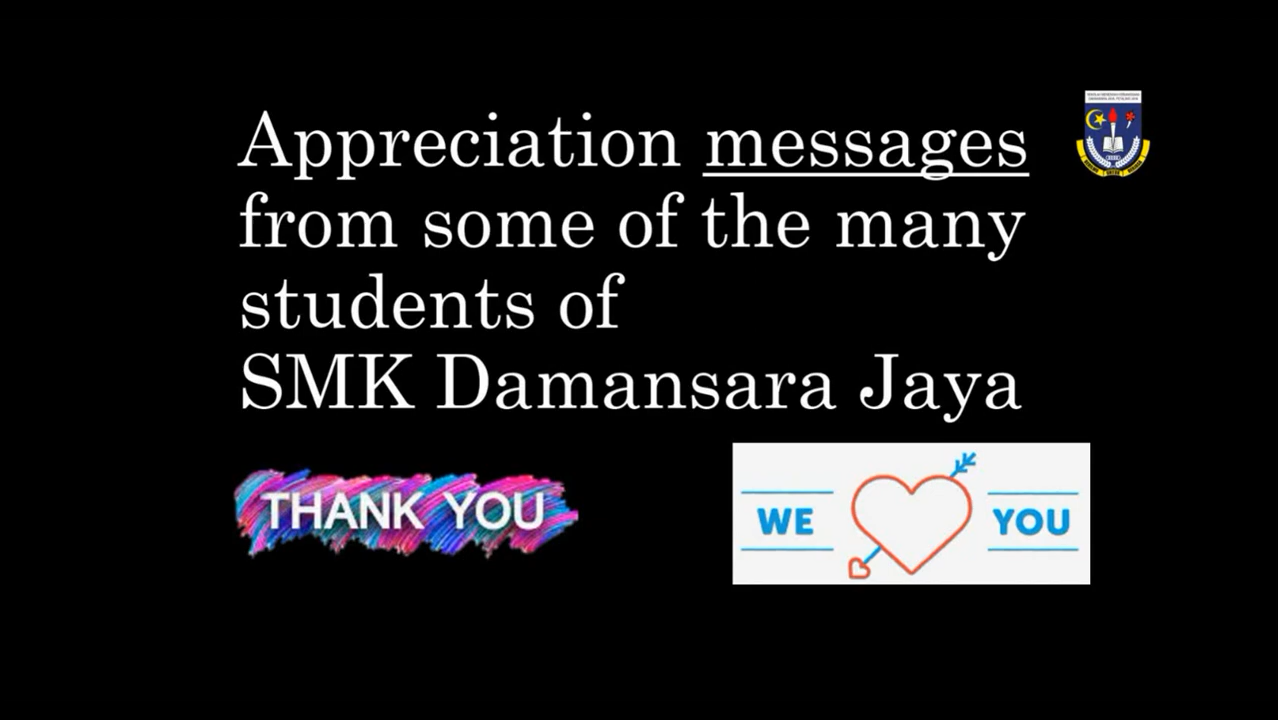 Appreciation messages
from some of the many
students of
SMK Damansara Jaya
THANK YOU
WE YOU